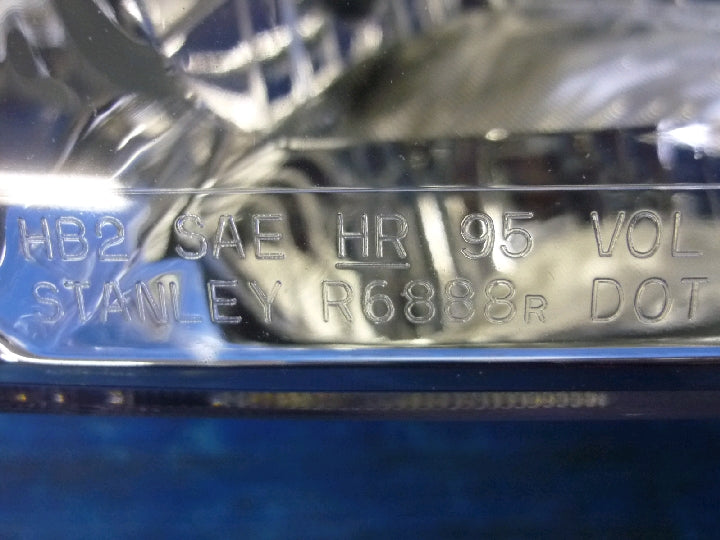 HB2 SAE HR 95 VOL
STANLEY R6888R DOT